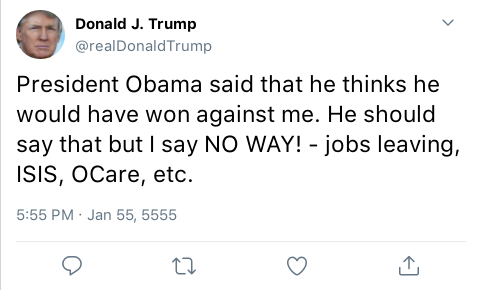 Donald J. Trump
@realDonaldTrump
President Obama said that he thinks he
would have won against me. He should
say that but I say NO WAY! - jobs leaving,
ISIS, OCare, etc.
5:55 PM · Jan 55, 5555